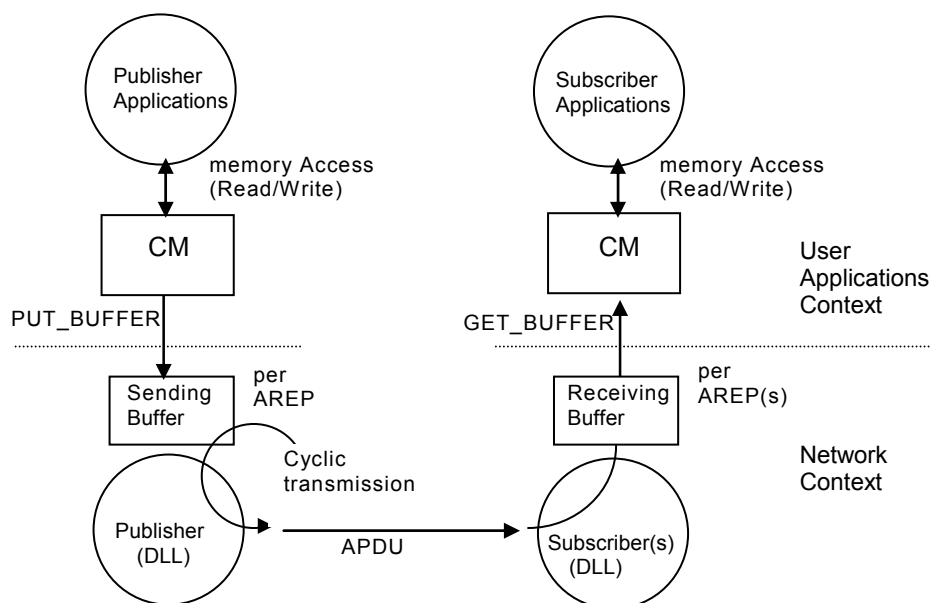 Publisher
Applications
Subscriber
Applications
memory Access
(Read/Write)
memory Access
(Read/Write)
CM
CM
User
Applications
Context
PUT_BUFFER
GET_BUFFER
Sending
Buffer
per
AREP
Receiving
Buffer
per
AREP(s)
Cyclic
transmission
Network
Context
Publisher
(DLL)
APDU
Subscriber(s)
(DLL)